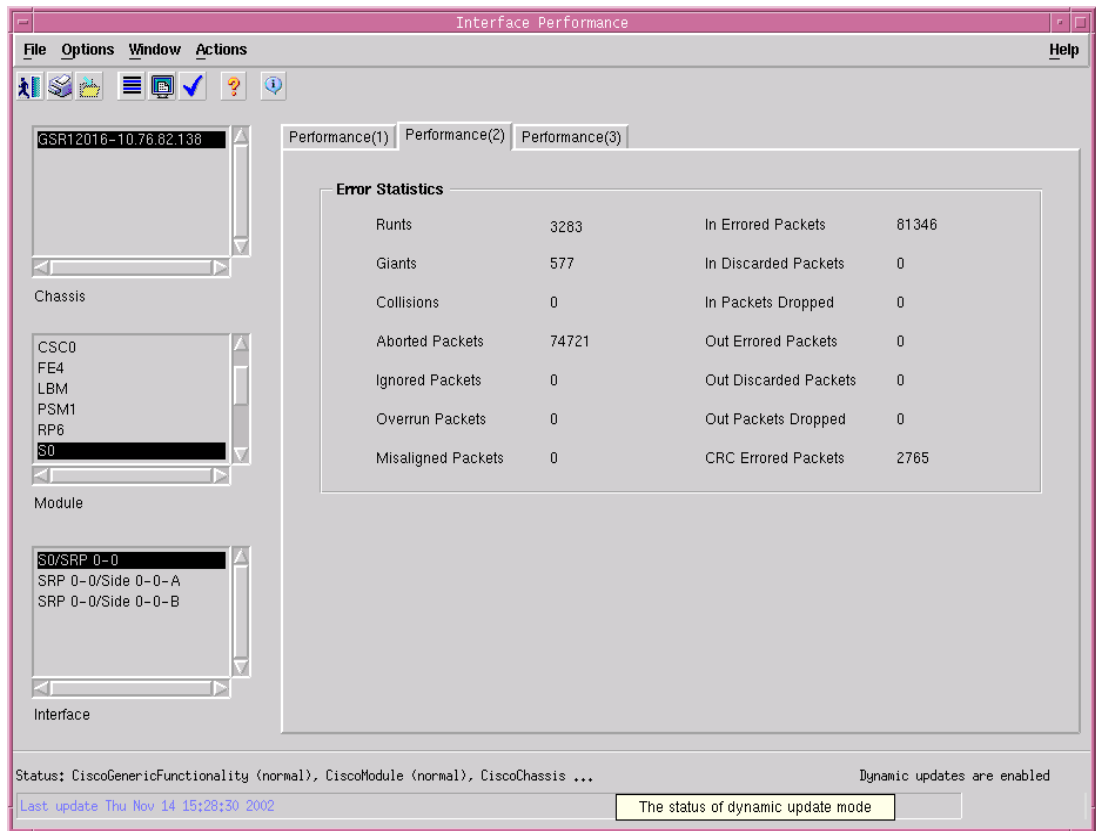 Interface Performance
File Options Window Actions Help
GSR12016-10.76.82.138
Chassis
CSC0
FE4
LBM
PSM1
RP6
S0
Module
S0/SRP 0-0
SRP 0-0/Side 0-0-A
SRP 0-0/Side 0-0-B
Interface
Performance(1) Performance(2) Performance(3)
Error Statistics
Runts 3283 In Errored Packets 81346
Giants 577 In Discarded Packets 0
Collisions 0 In Packets Dropped 0
Aborted Packets 74721 Out Errored Packets 0
Ignored Packets 0 Out Discarded Packets 0
Overrun Packets 0 Out Packets Dropped 0
Misaligned Packets 0 CRC Errored Packets 2765
Status: CiscoGenericFunctionality (normal), CiscoModule (normal), CiscoChassis ... Dynamic updates are enabled
Last update Thu Nov 14 15:28:30 2002 The status of dynamic update mode